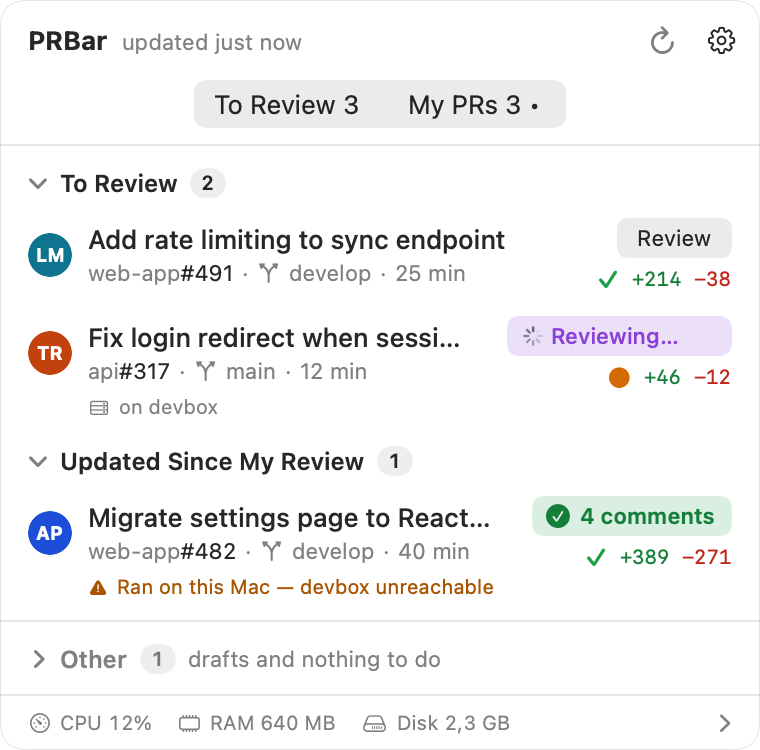 PRBar updated just now
To Review 3 My PRs 3 •
To Review 2
LM Add rate limiting to sync endpoint Review
web-app#491 · develop · 25 min +214 −38
TR Fix login redirect when sessi... Reviewing...
api#317 · main · 12 min +46 −12
on devbox
Updated Since My Review 1
AP Migrate settings page to React... 4 comments
web-app#482 · develop · 40 min +389 −271
Ran on this Mac — devbox unreachable
Other 1 drafts and nothing to do
CPU 12% RAM 640 MB Disk 2,3 GB